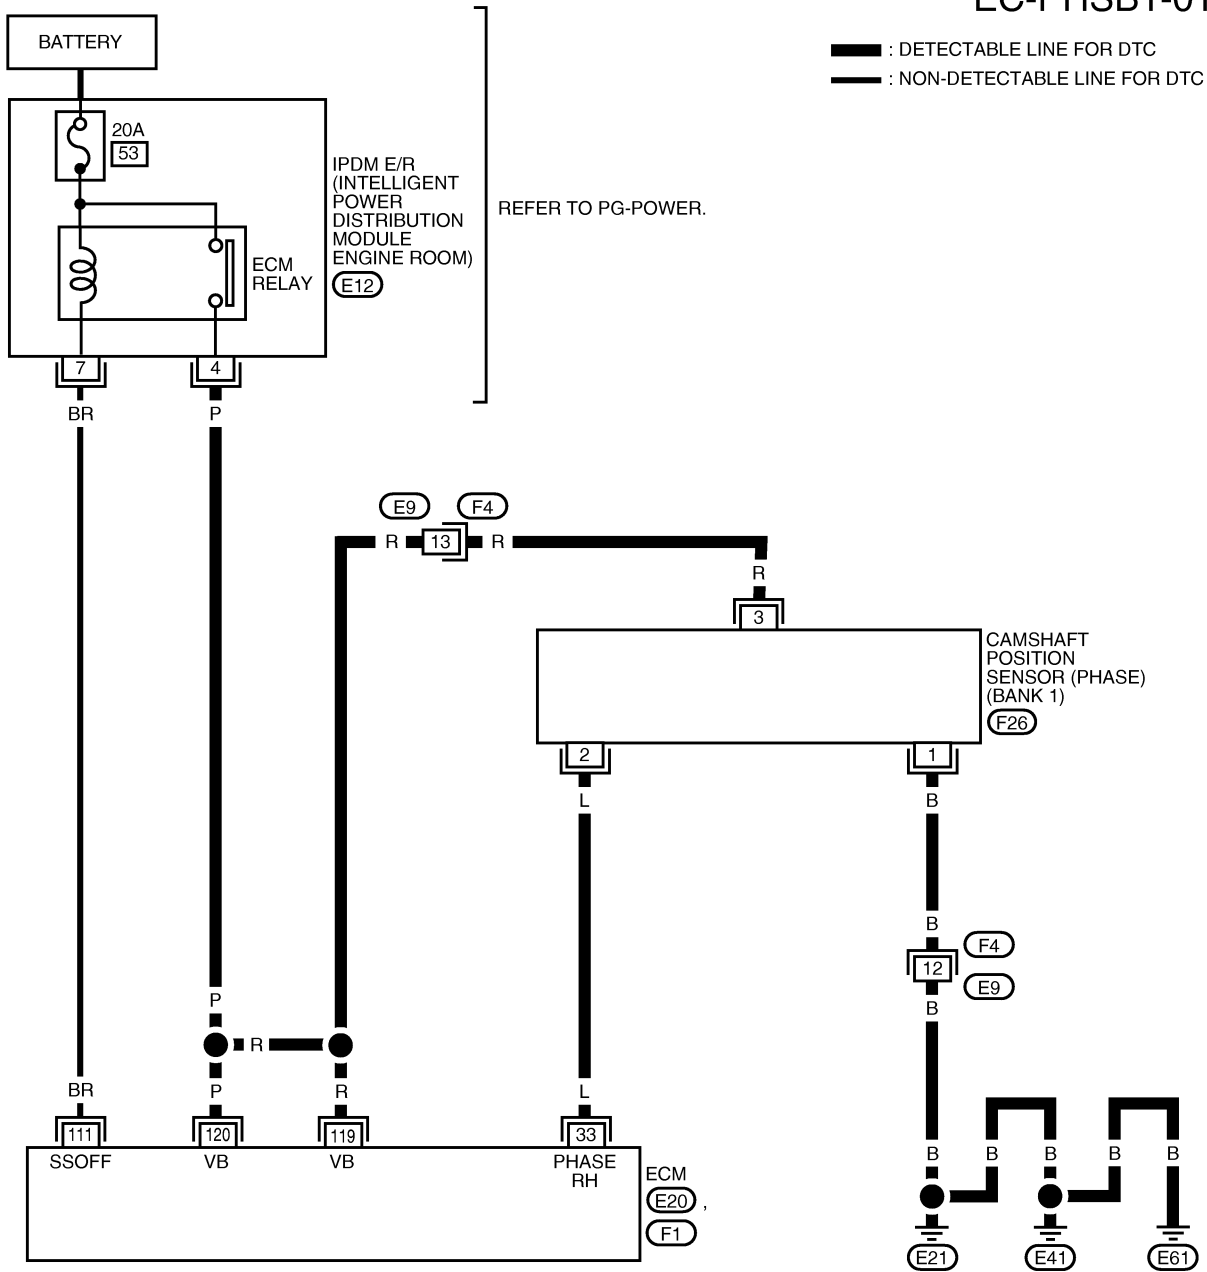 BATTERY
: DETECTABLE LINE FOR DTC
: NON-DETECTABLE LINE FOR DTC
20A
53
IPDM E/R
(INTELLIGENT
POWER
DISTRIBUTION
MODULE
ENGINE ROOM)
E12
REFER TO PG-POWER.
ECM
RELAY
7
4
BR
P
E9
F4
R
13
R
R
3
CAMSHAFT
POSITION
SENSOR (PHASE)
(BANK 1)
F26
2
1
L
B
B
F4
12
E9
B
P
R
BR
P
R
L
B
B
B
B
B
111
120
119
33
SSOFF
VB
VB
PHASE
RH
ECM
E20 ,
F1
E21
E41
E61